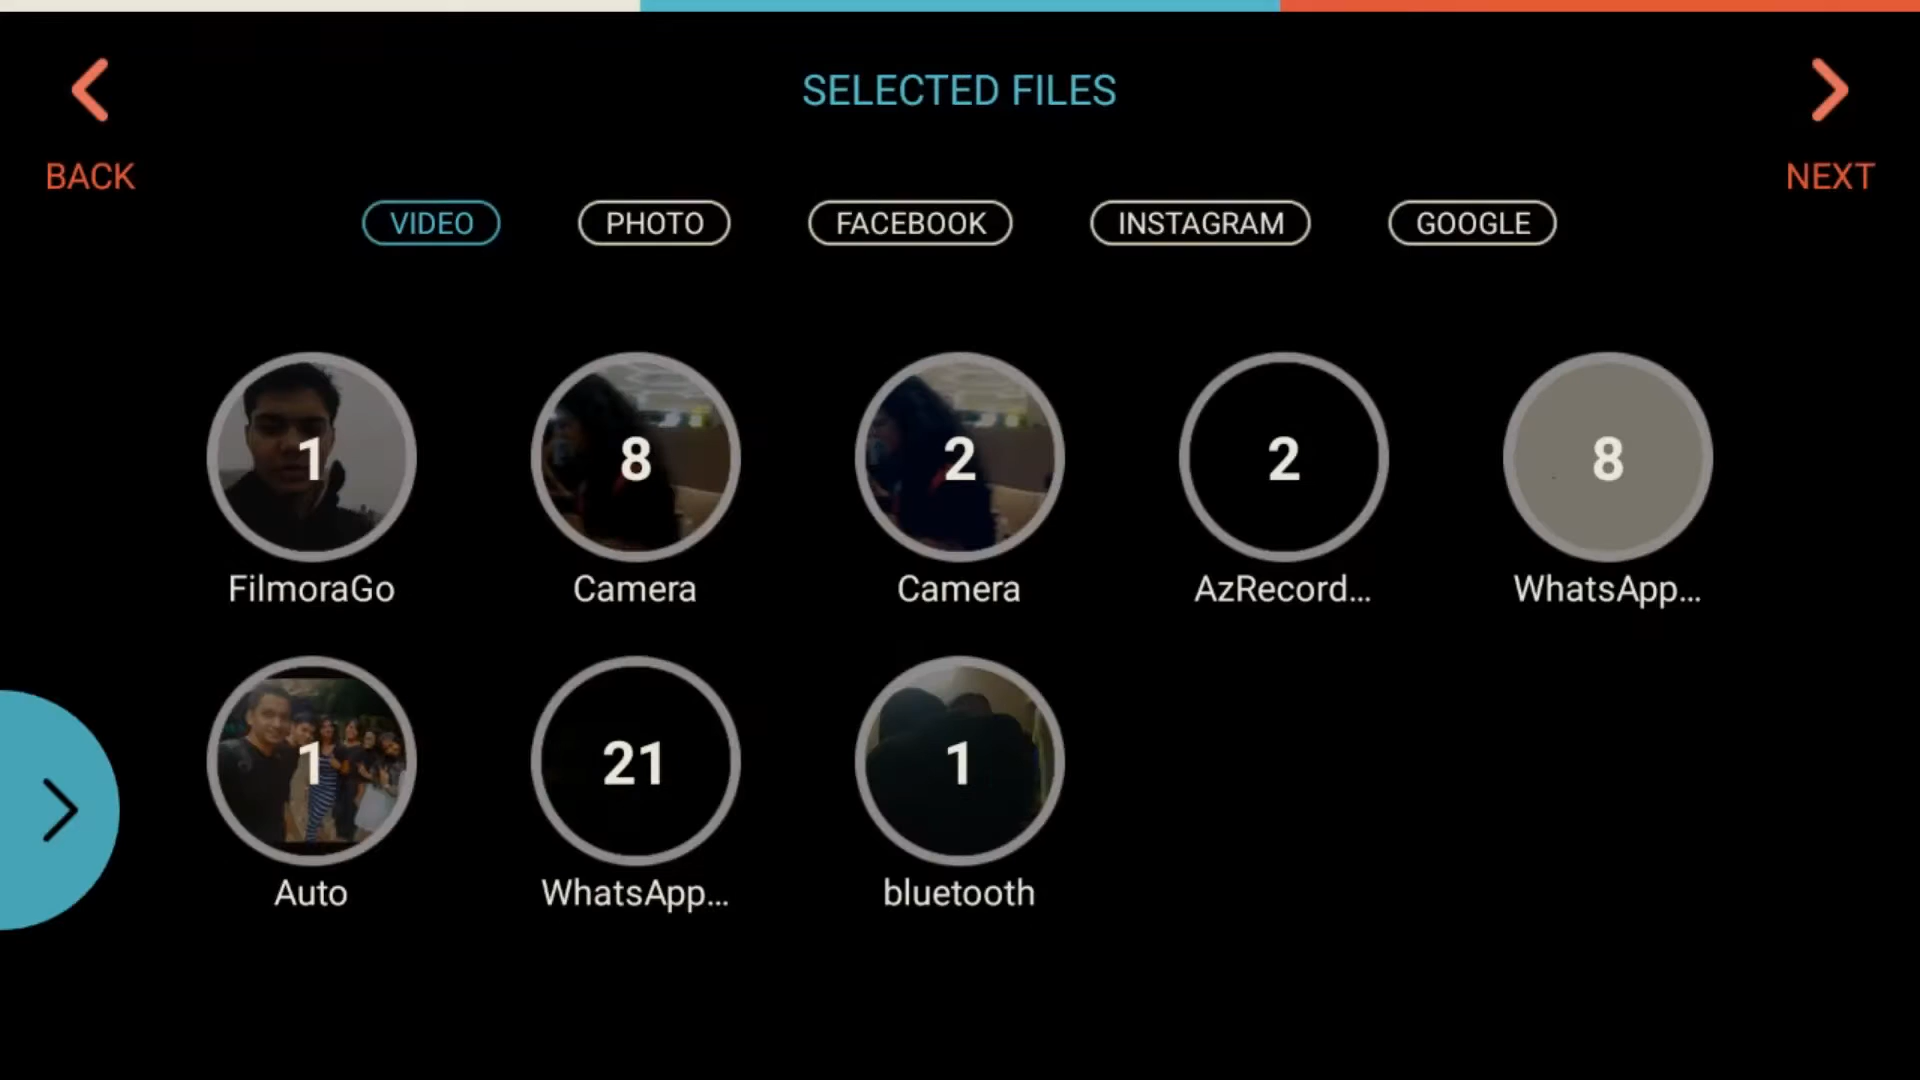 SELECTED FILES
BACK
NEXT
VIDEO PHOTO FACEBOOK INSTAGRAM GOOGLE
1 8 2 2 8
FilmoraGo Camera Camera AzRecord... WhatsApp...
1 21 1
Auto WhatsApp... bluetooth